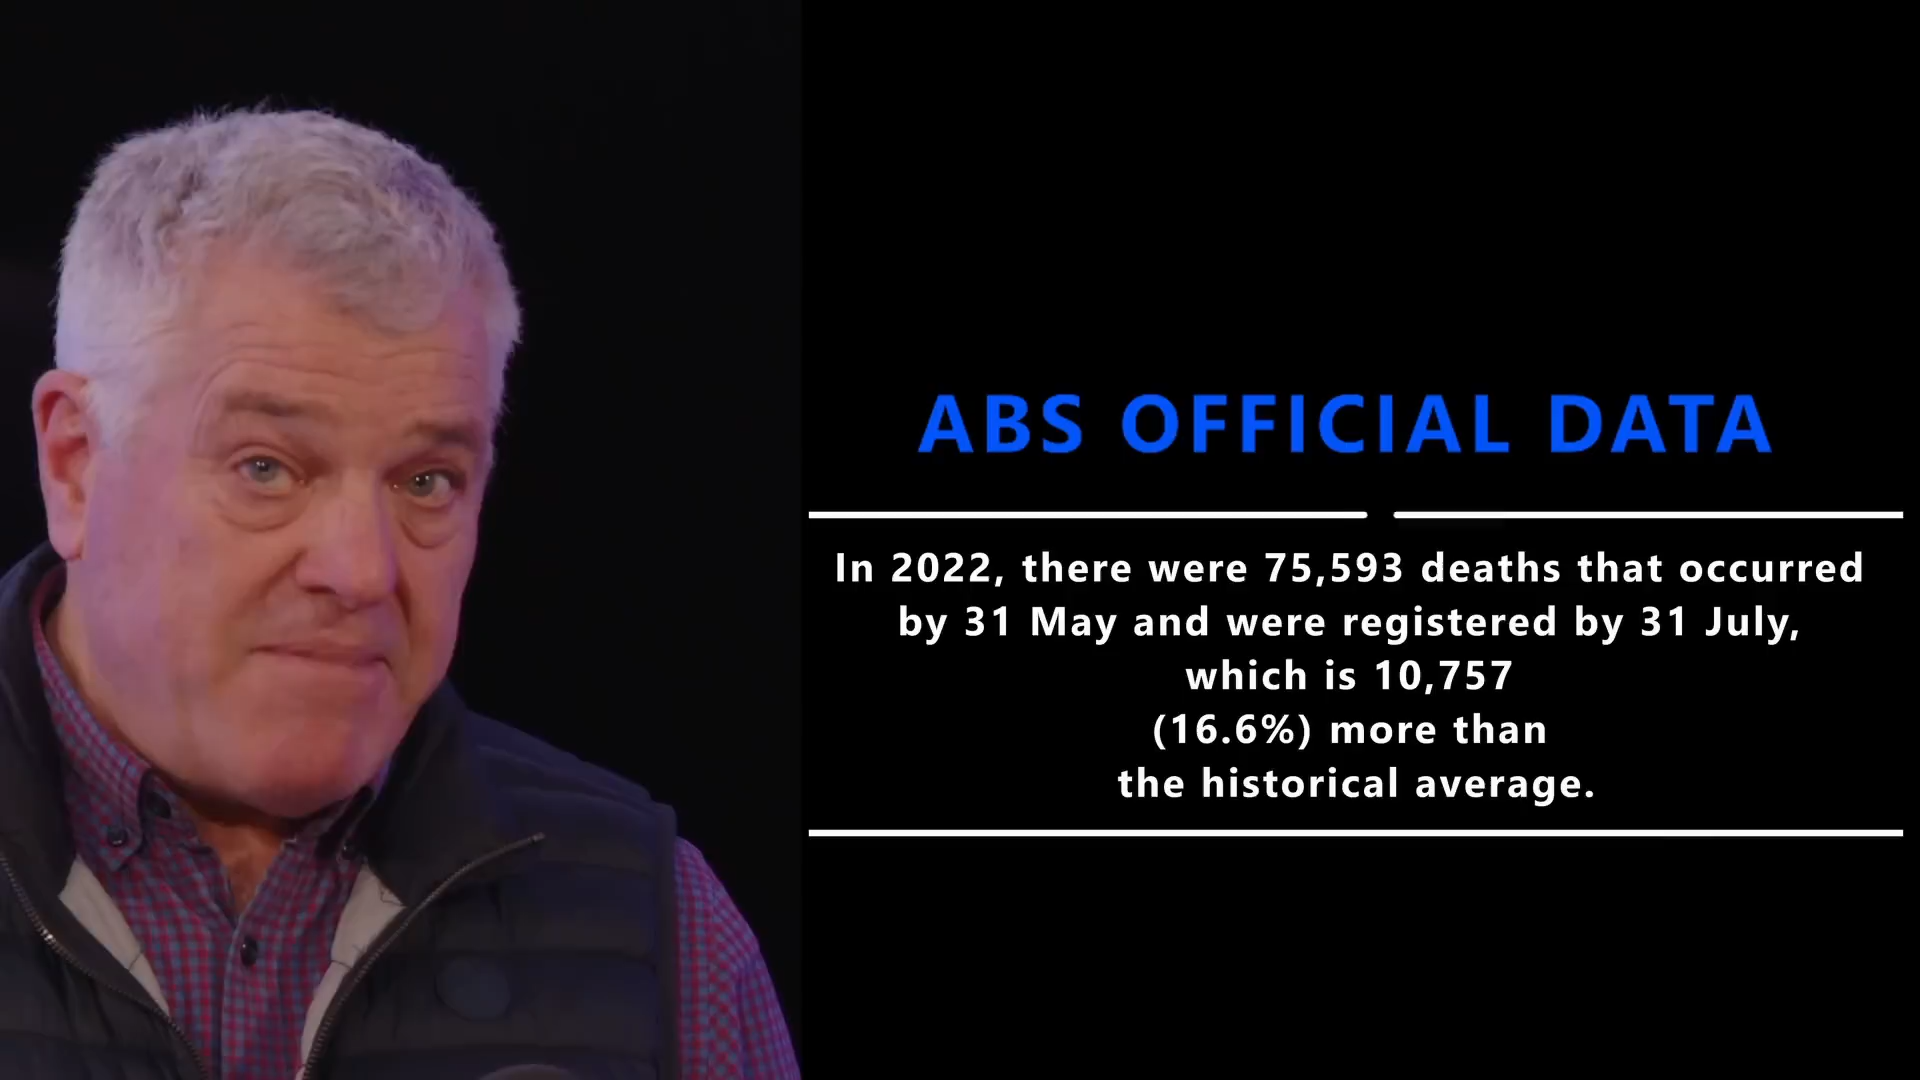 ABS OFFICIAL DATA
In 2022, there were 75,593 deaths that occurred
by 31 May and were registered by 31 July,
which is 10,757
(16.6%) more than
the historical average.